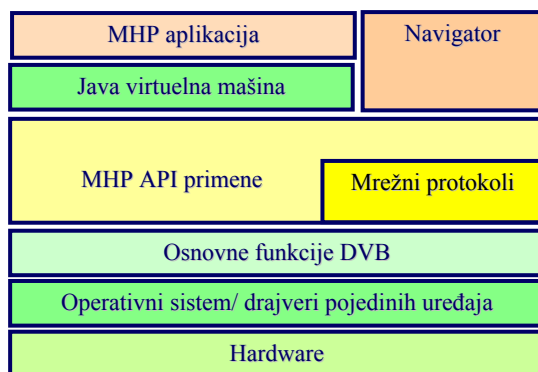 MHP aplikacija
Navigator
Java virtuelna mašina
MHP API primene
Mrežni protokoli
Osnovne funkcije DVB
Operativni sistem/ drajveri pojedinih uređaja
Hardware